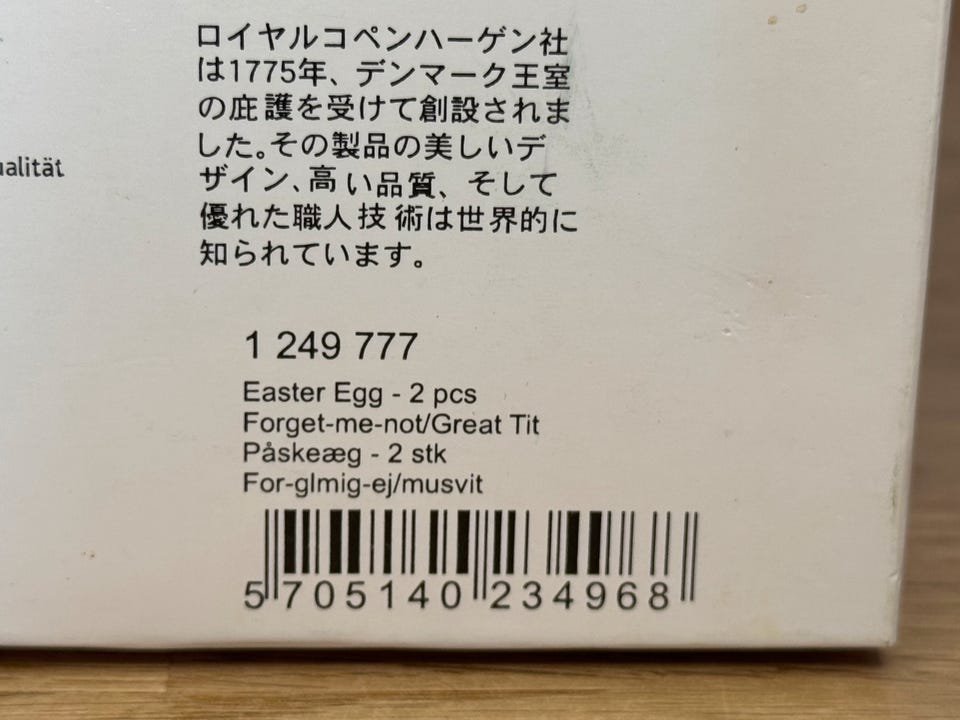 ロイヤルコペンハーゲン社
は1775年、デンマーク王室
の庇護を受けて創設されま
した。その製品の美しいデ
ザイン、高い品質、そして
優れた職人技術は世界的に
知られています。
ualität
1 249 777
Easter Egg - 2 pcs
Forget-me-not/Great Tit
Påskeæg - 2 stk
For-glmig-ej/musvit
5 705140 234968